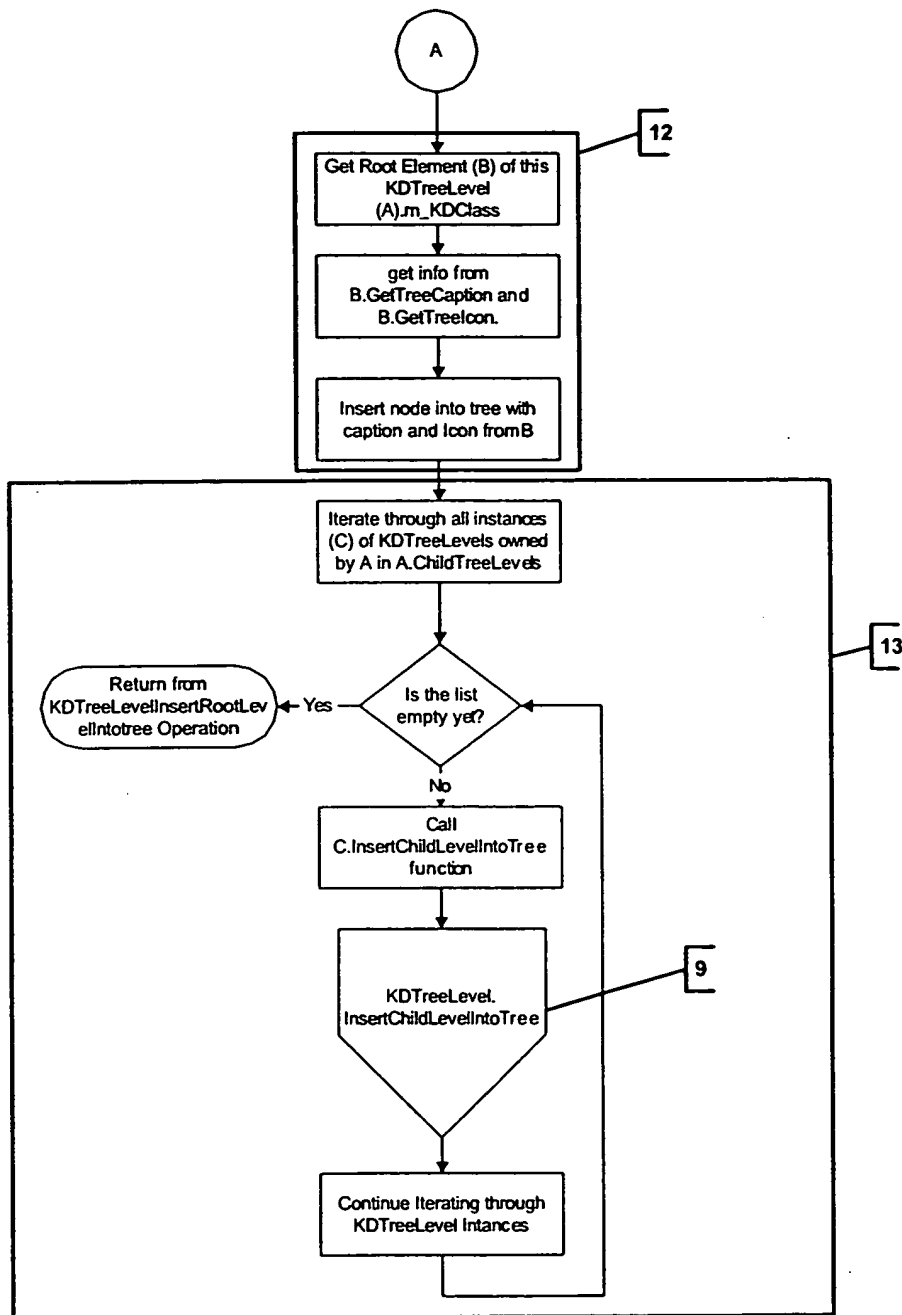 A
12
Get Root Element (B) of this
KDTreeLevel
(A).m_KDClass
get info from
B.GetTreeCaption and
B.GetTreeIcon.
Insert node into tree with
caption and Icon from B
Iterate through all instances
(C) of KDTreeLevels owned
by A in A.ChildTreeLevels
13
Return from
KDTreeLevelInsertRootLev
elIntotree Operation
Yes
Is the list
empty yet?
No
Call
C.InsertChildLevelIntoTree
function
9
KDTreeLevel.
InsertChildLevelIntoTree
Continue Iterating through
KDTreeLevel Intances